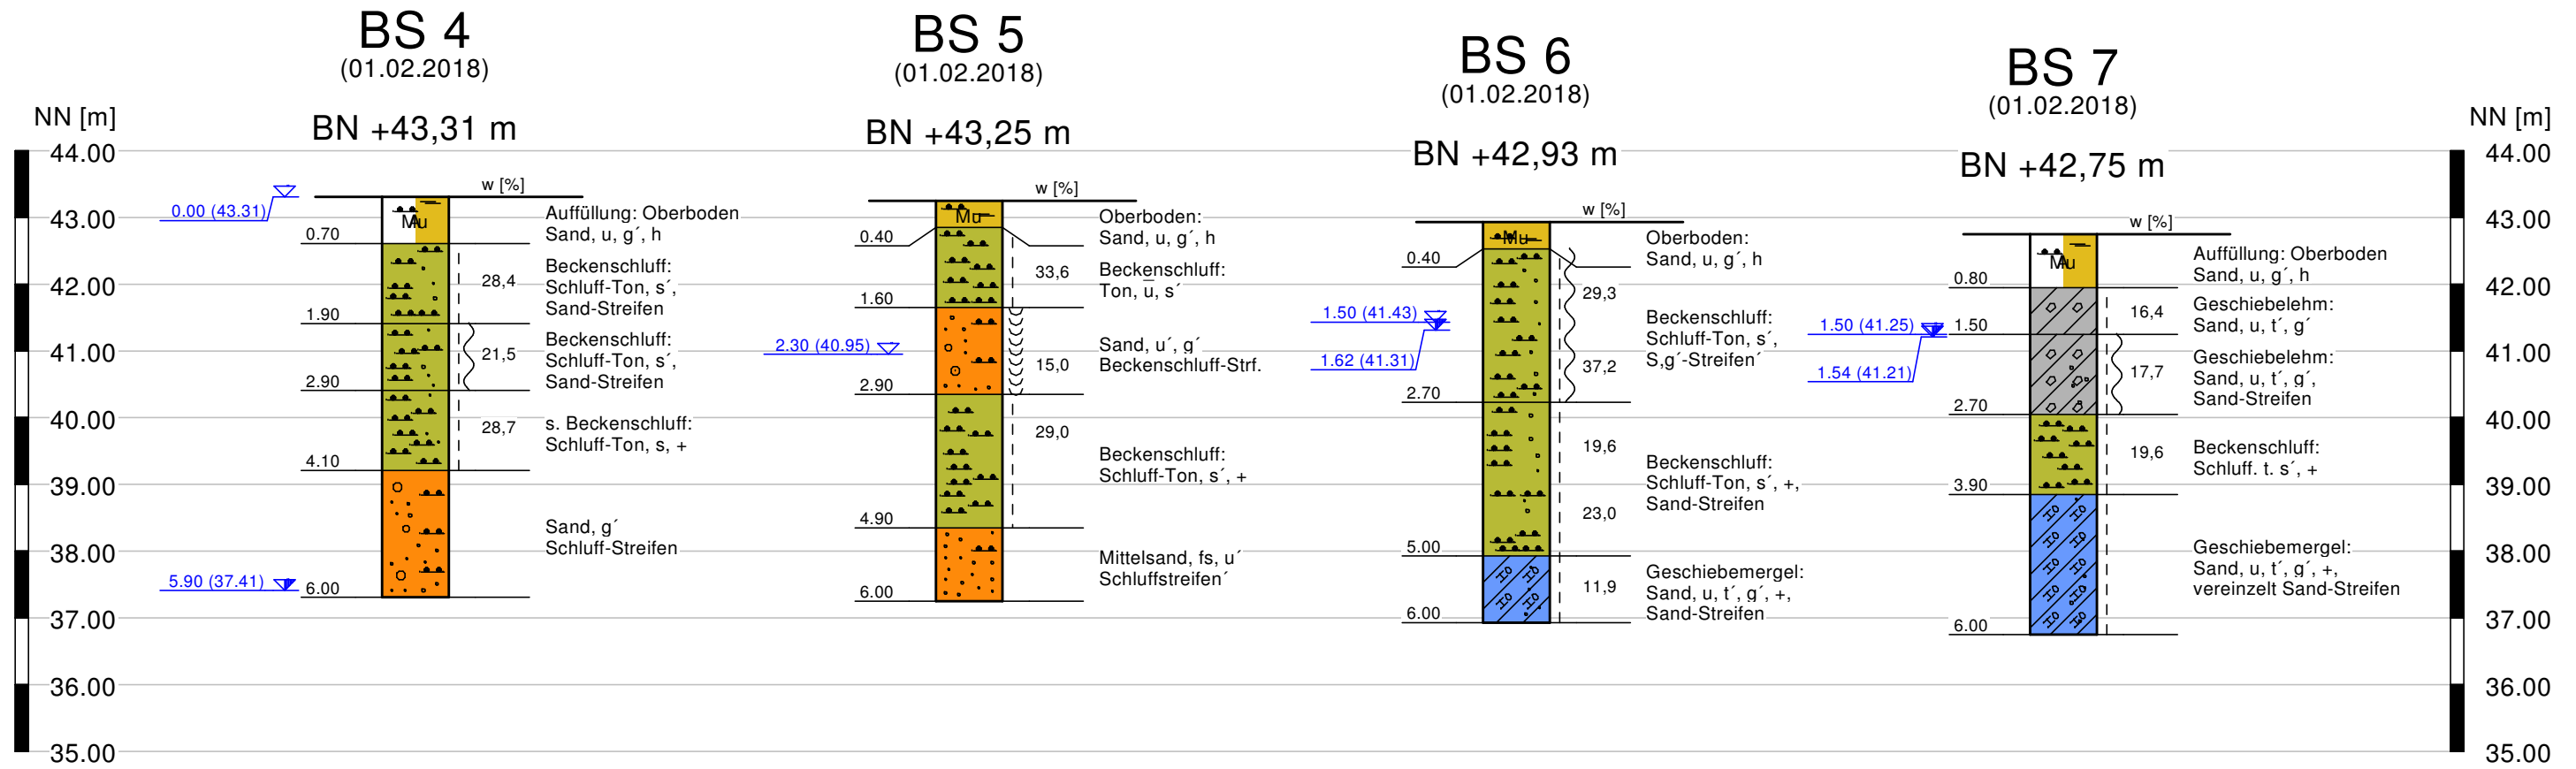 BS 4
(01.02.2018)
BN +43,31 m
BS 5
(01.02.2018)
BN +43,25 m
BS 6
(01.02.2018)
BN +42,93 m
BS 7
(01.02.2018)
BN +42,75 m
NN [m]
44.00
43.00
42.00
41.00
40.00
39.00
38.00
37.00
36.00
35.00
w [%]
0.00 (43.31)
Mu
0.70
Auffüllung: Oberboden
Sand, u, g´, h
28,4
Beckenschluff:
Schluff-Ton, s´,
Sand-Streifen
1.90
21,5
Beckenschluff:
Schluff-Ton, s´,
Sand-Streifen
2.90
28,7
s. Beckenschluff:
Schluff-Ton, s, +
4.10
Sand, g´
Schluff-Streifen
5.90 (37.41)
6.00
w [%]
Mu
0.40
Oberboden:
Sand, u, g´, h
33,6
Beckenschluff:
Ton, u̅, s´
1.60
2.30 (40.95)
15,0
Sand, u´, g´
Beckenschluff-Strf.
2.90
29,0
Beckenschluff:
Schluff-Ton, s´, +
4.90
Mittelsand, fs, u´
Schluffstreifen´
6.00
w [%]
Mu
0.40
Oberboden:
Sand, u, g´, h
29,3
1.50 (41.43)
1.62 (41.31)
37,2
Beckenschluff:
Schluff-Ton, s´,
S,g´-Streifen´
2.70
19,6
Beckenschluff:
Schluff-Ton, s´, +,
Sand-Streifen
23,0
5.00
11,9
Geschiebemergel:
Sand, u, t´, g´, +,
Sand-Streifen
6.00
w [%]
Mu
0.80
Auffüllung: Oberboden
Sand, u, g´, h
16,4
Geschiebelehm:
Sand, u, t´, g´
1.50 (41.25)
1.50
1.54 (41.21)
17,7
Geschiebelehm:
Sand, u, t´, g´,
Sand-Streifen
2.70
19,6
Beckenschluff:
Schluff. t. s´, +
3.90
Geschiebemergel:
Sand, u, t´, g´, +,
vereinzelt Sand-Streifen
6.00
NN [m]
44.00
43.00
42.00
41.00
40.00
39.00
38.00
37.00
36.00
35.00